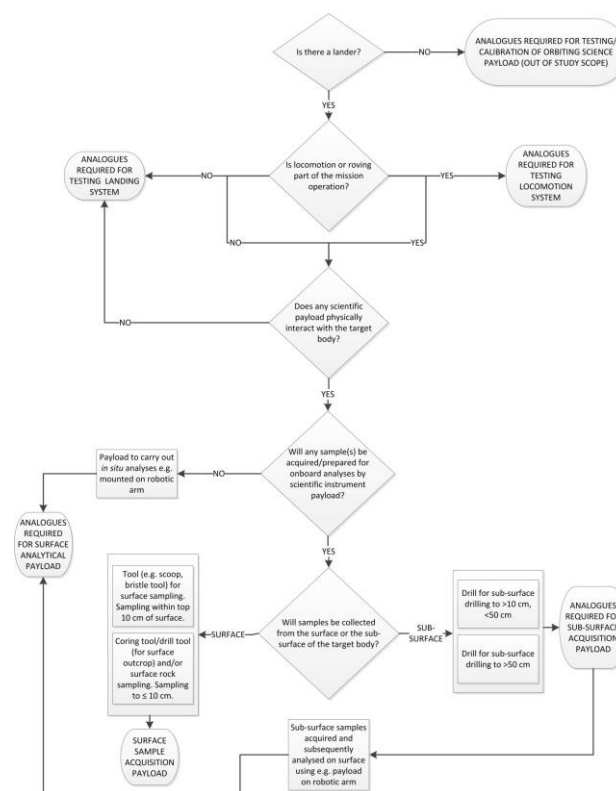 Is there a lander?
NO
ANALOGUES REQUIRED FOR TESTING/
CALIBRATION OF ORBITING SCIENCE
PAYLOAD (OUT OF STUDY SCOPE)
YES
ANALOGUES
REQUIRED FOR
TESTING LANDING
SYSTEM
NO
Is locomotion or roving
part of the mission
operation?
YES
ANALOGUES
REQUIRED FOR
TESTING
LOCOMOTION
SYSTEM
NO
YES
Does any scientific
payload physically
interact with the target
body?
NO
YES
Payload to carry out
in situ analyses e.g.
mounted on robotic
arm
NO
Will any sample(s) be
acquired/prepared for
onboard analyses by
scientific instrument
payload?
ANALOGUES
REQUIRED
FOR SURFACE
ANALYTICAL
PAYLOAD
YES
Tool (e.g. scoop,
bristle tool) for
surface sampling.
Sampling within top
10 cm of surface.
Coring tool/drill tool
(for surface
outcrop) and/or
surface rock
sampling. Sampling
to ≤ 10 cm.
SURFACE
Will samples be collected
from the surface or the sub-
surface of the target body?
SUB-
SURFACE
Drill for sub-surface
drilling to >10 cm,
<50 cm
Drill for sub-surface
drilling to >50 cm
ANALOGUES
REQUIRED FOR
SUB-SURFACE
ACQUISITION
PAYLOAD
SURFACE
SAMPLE
ACQUISITION
PAYLOAD
Sub-surface samples
acquired and
subsequently
analysed on surface
using e.g. payload
on robotic arm